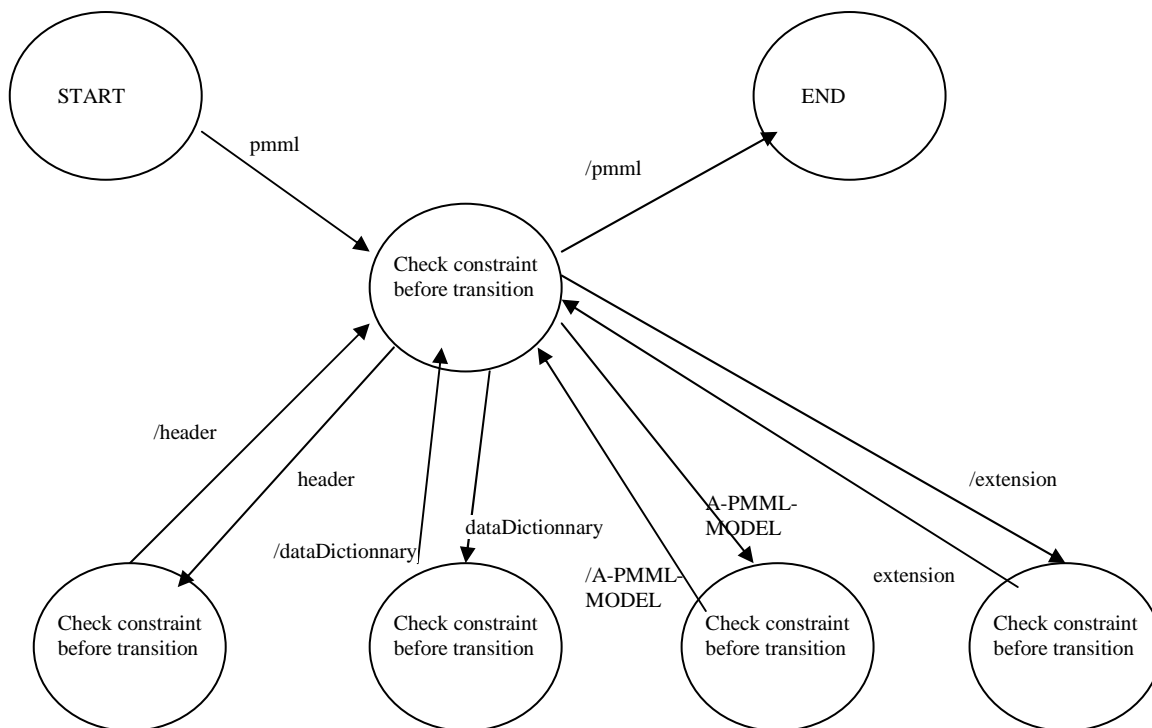 START
END
pmml
/pmml
Check constraint
before transition
/header
header
/dataDictionnary
dataDictionnary
A-PMML-
MODEL
/A-PMML-
MODEL
/extension
extension
Check constraint
before transition
Check constraint
before transition
Check constraint
before transition
Check constraint
before transition